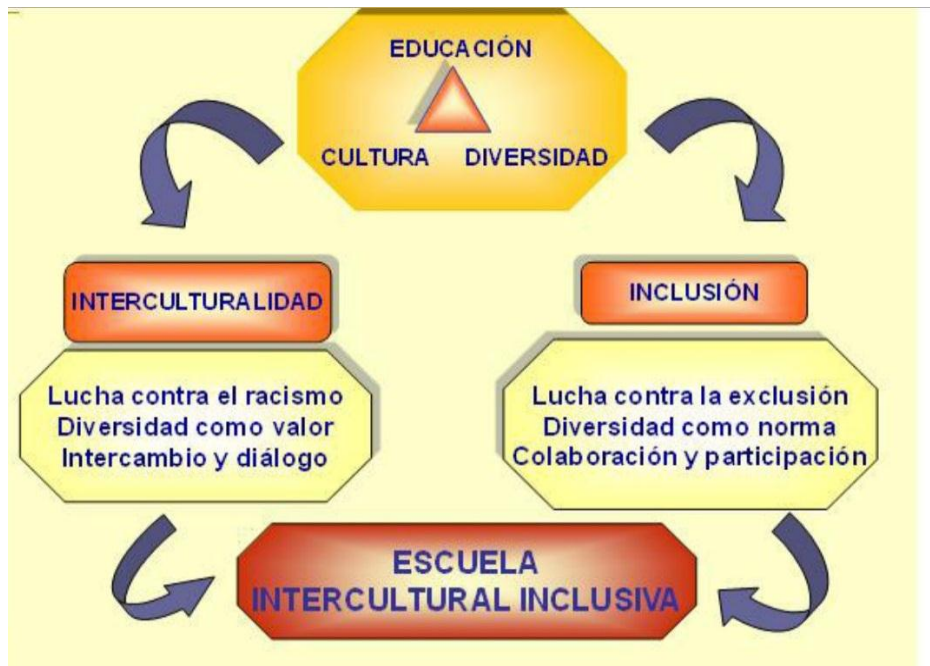 EDUCACIÓN
CULTURA DIVERSIDAD
INTERCULTURALIDAD
Lucha contra el racismo
Diversidad como valor
Intercambio y diálogo
INCLUSIÓN
Lucha contra la exclusión
Diversidad como norma
Colaboración y participación
ESCUELA
INTERCULTURAL INCLUSIVA